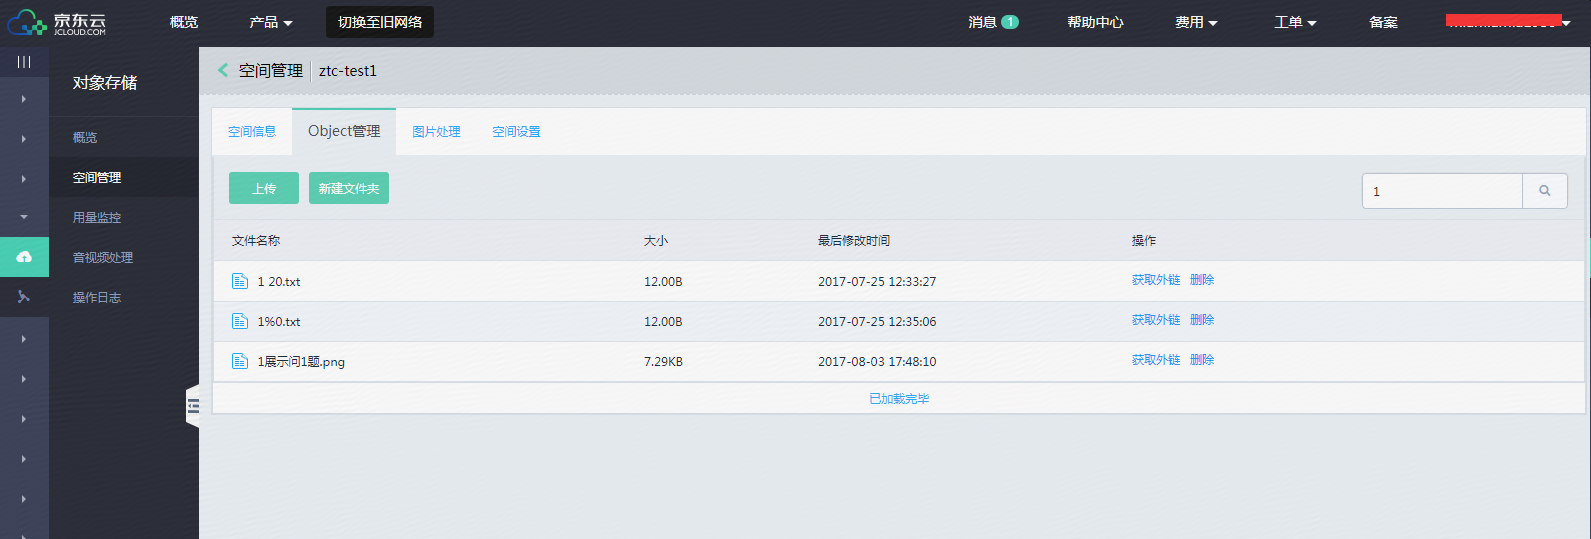 京东云
JCLOUD.COM
概览
产品
切换至旧网络
消息 1
帮助中心
费用
工单
备案
对象存储
概览
空间管理
用量监控
音视频处理
操作日志
空间管理 ztc-test1
空间信息
Object管理
图片处理
空间设置
上传
新建文件夹
1
文件名称 大小 最后修改时间 操作
1 20.txt 12.00B 2017-07-25 12:33:27 获取外链 删除
1%0.txt 12.00B 2017-07-25 12:35:06 获取外链 删除
1展示问1题.png 7.29KB 2017-08-03 17:48:10 获取外链 删除
已加载完毕